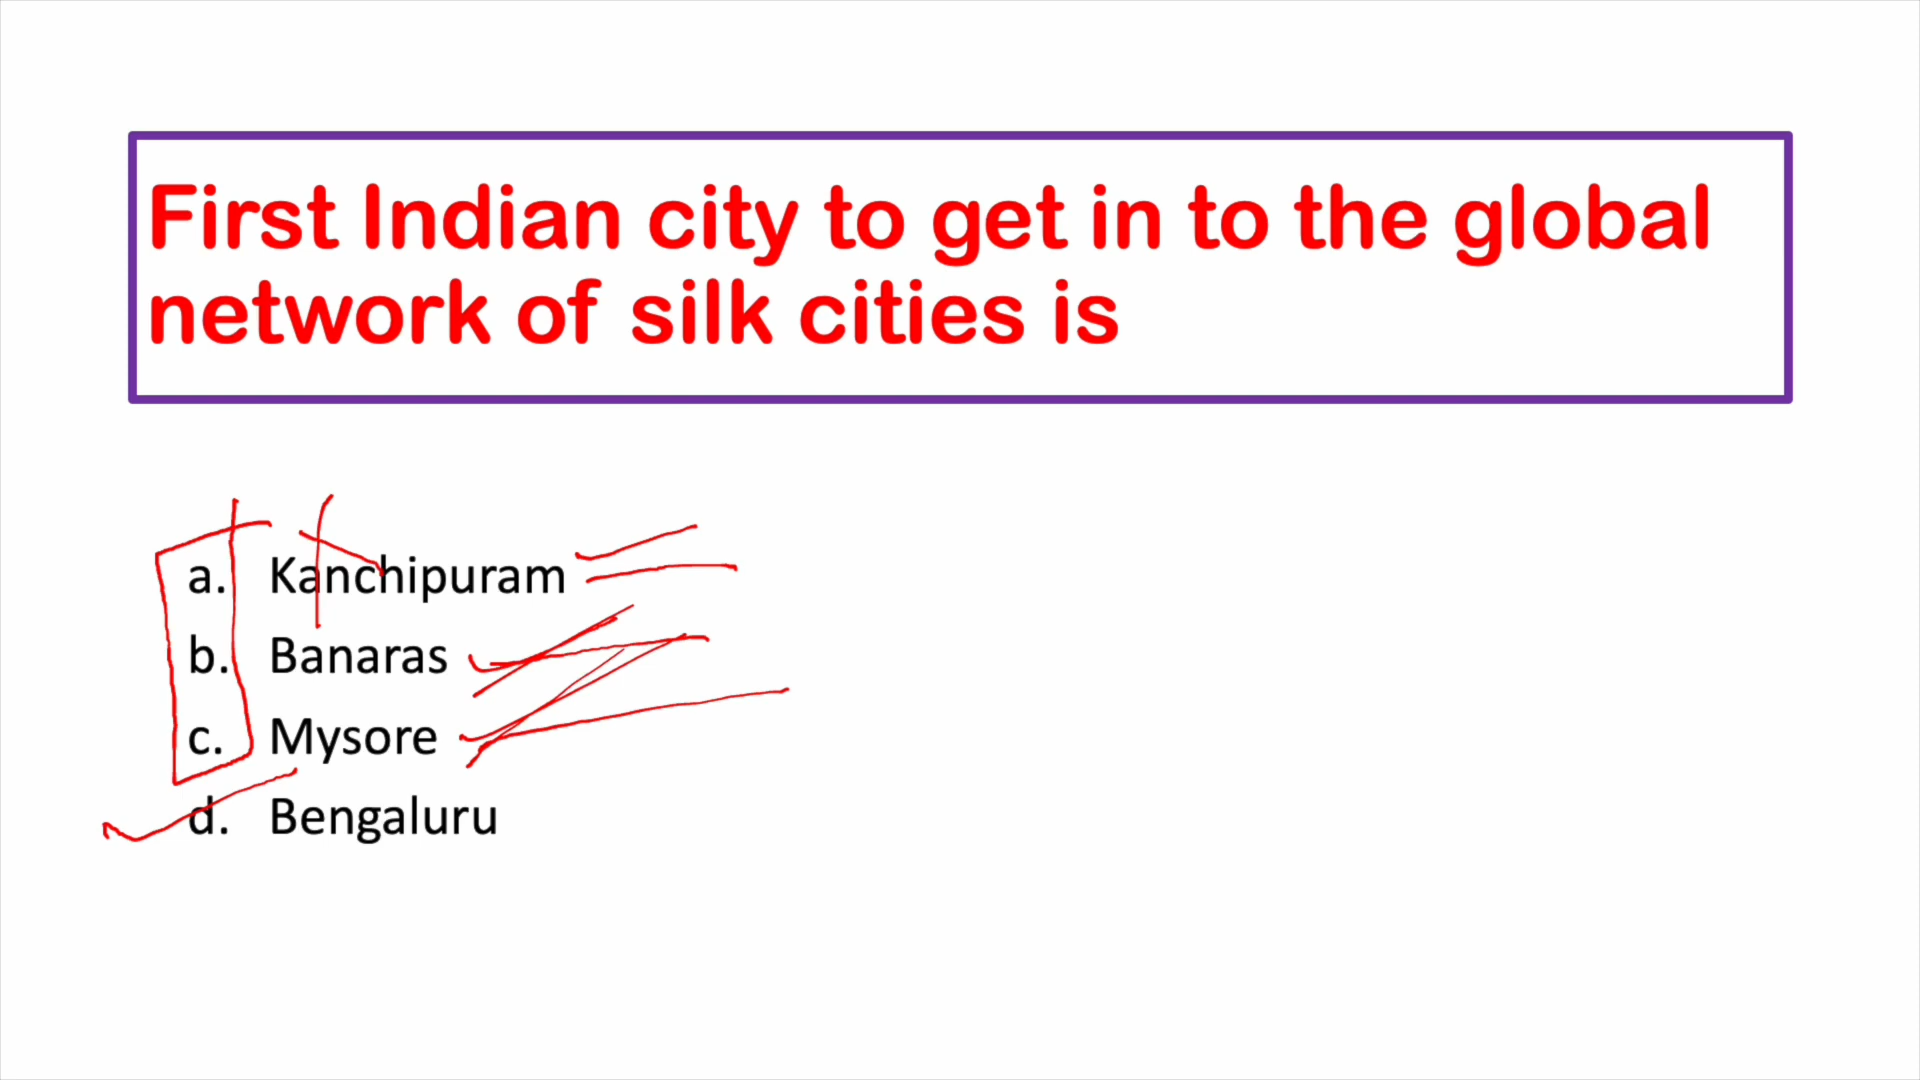 First Indian city to get in to the global
network of silk cities is
a. Kanchipuram
b. Banaras
c. Mysore
d. Bengaluru